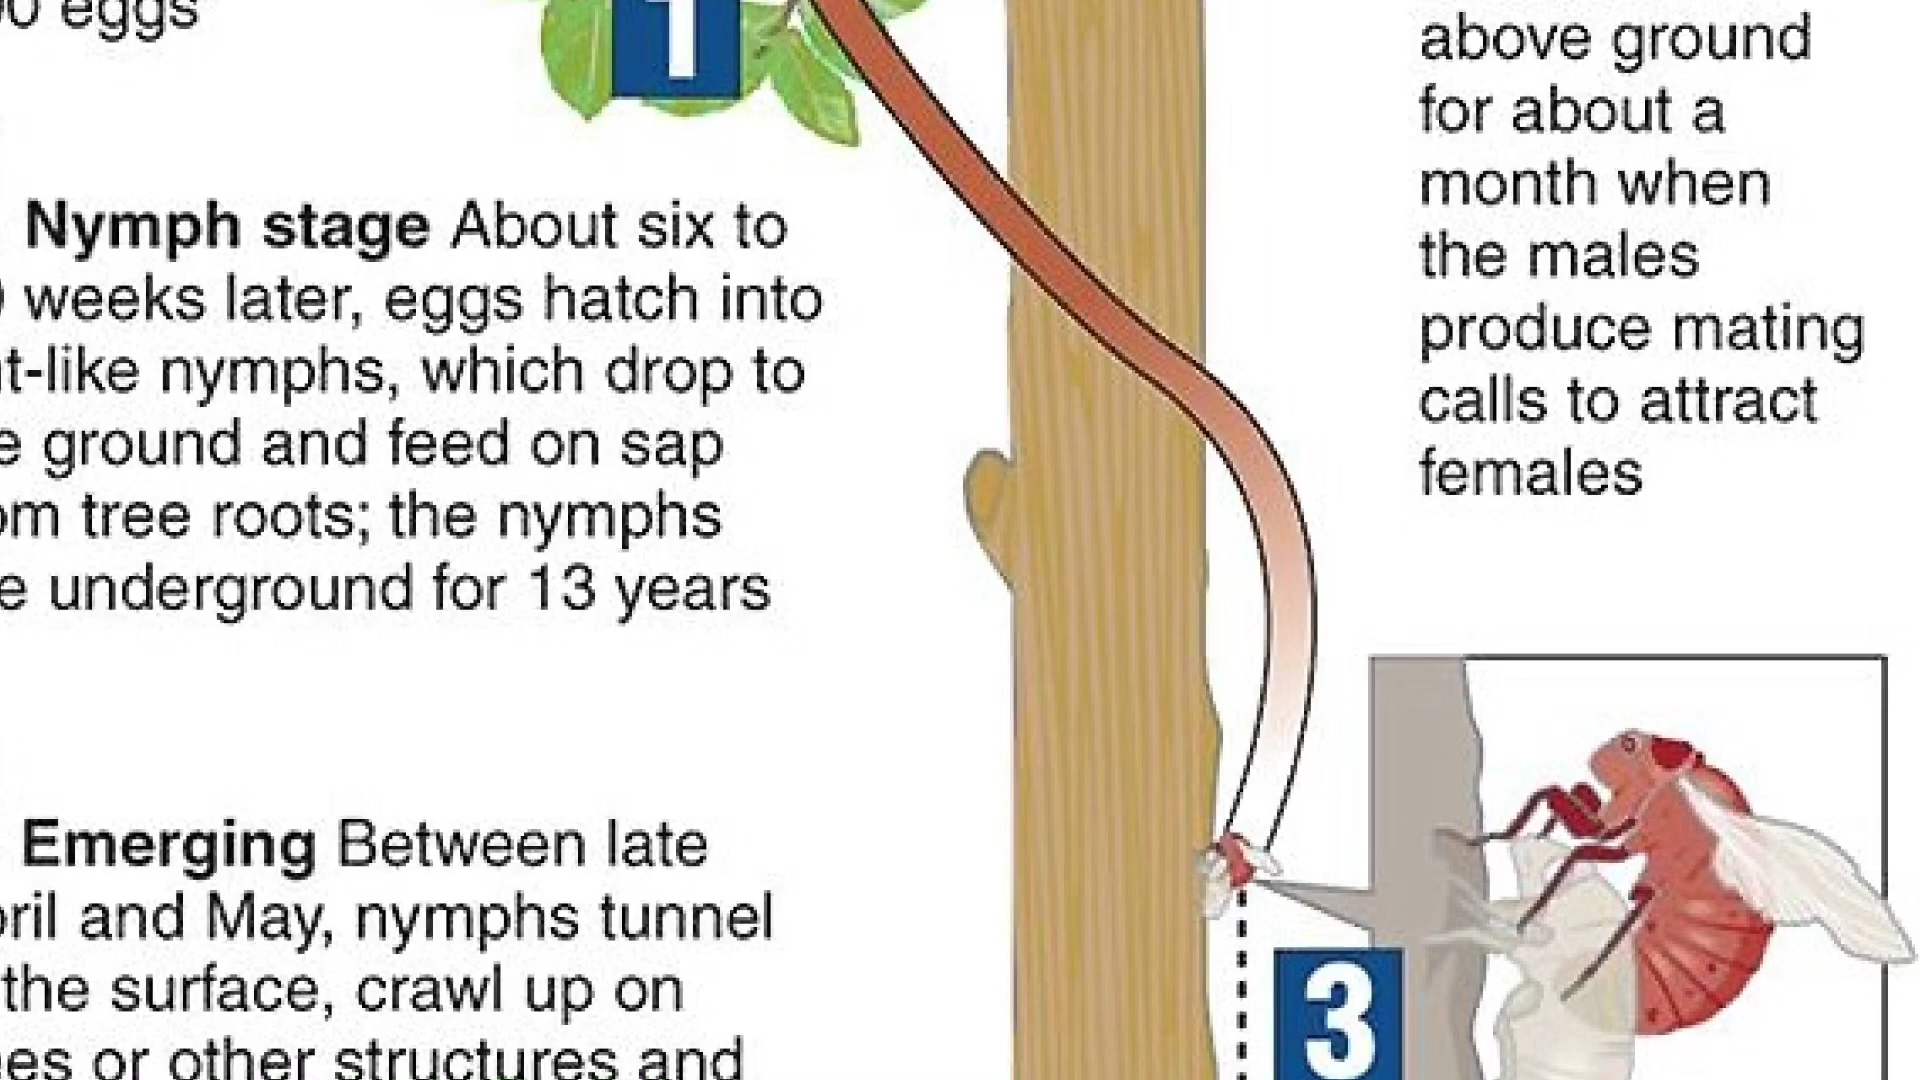 eggs
1
Nymph stage About six to
weeks later, eggs hatch into
nymphs, which drop to
ground and feed on sap
tree roots; the nymphs
underground for 13 years
Emerging Between late
and May, nymphs tunnel
the surface, crawl up on
or other structures and
above ground
for about a
month when
the males
produce mating
calls to attract
females
3